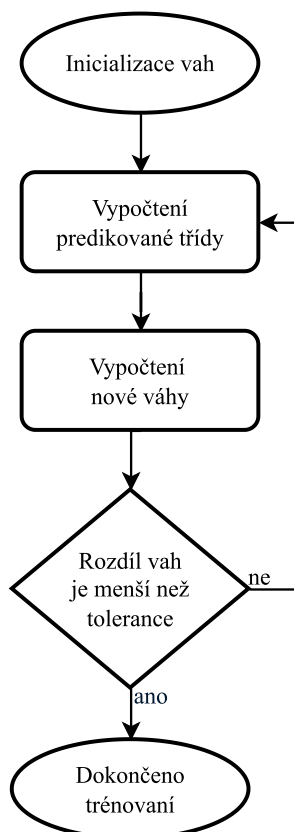 Inicializace vah
Vypočtení
predikované třídy
Vypočtení
nové váhy
Rozdíl vah
je menší než
tolerance
ne
ano
Dokončeno
trénovaní